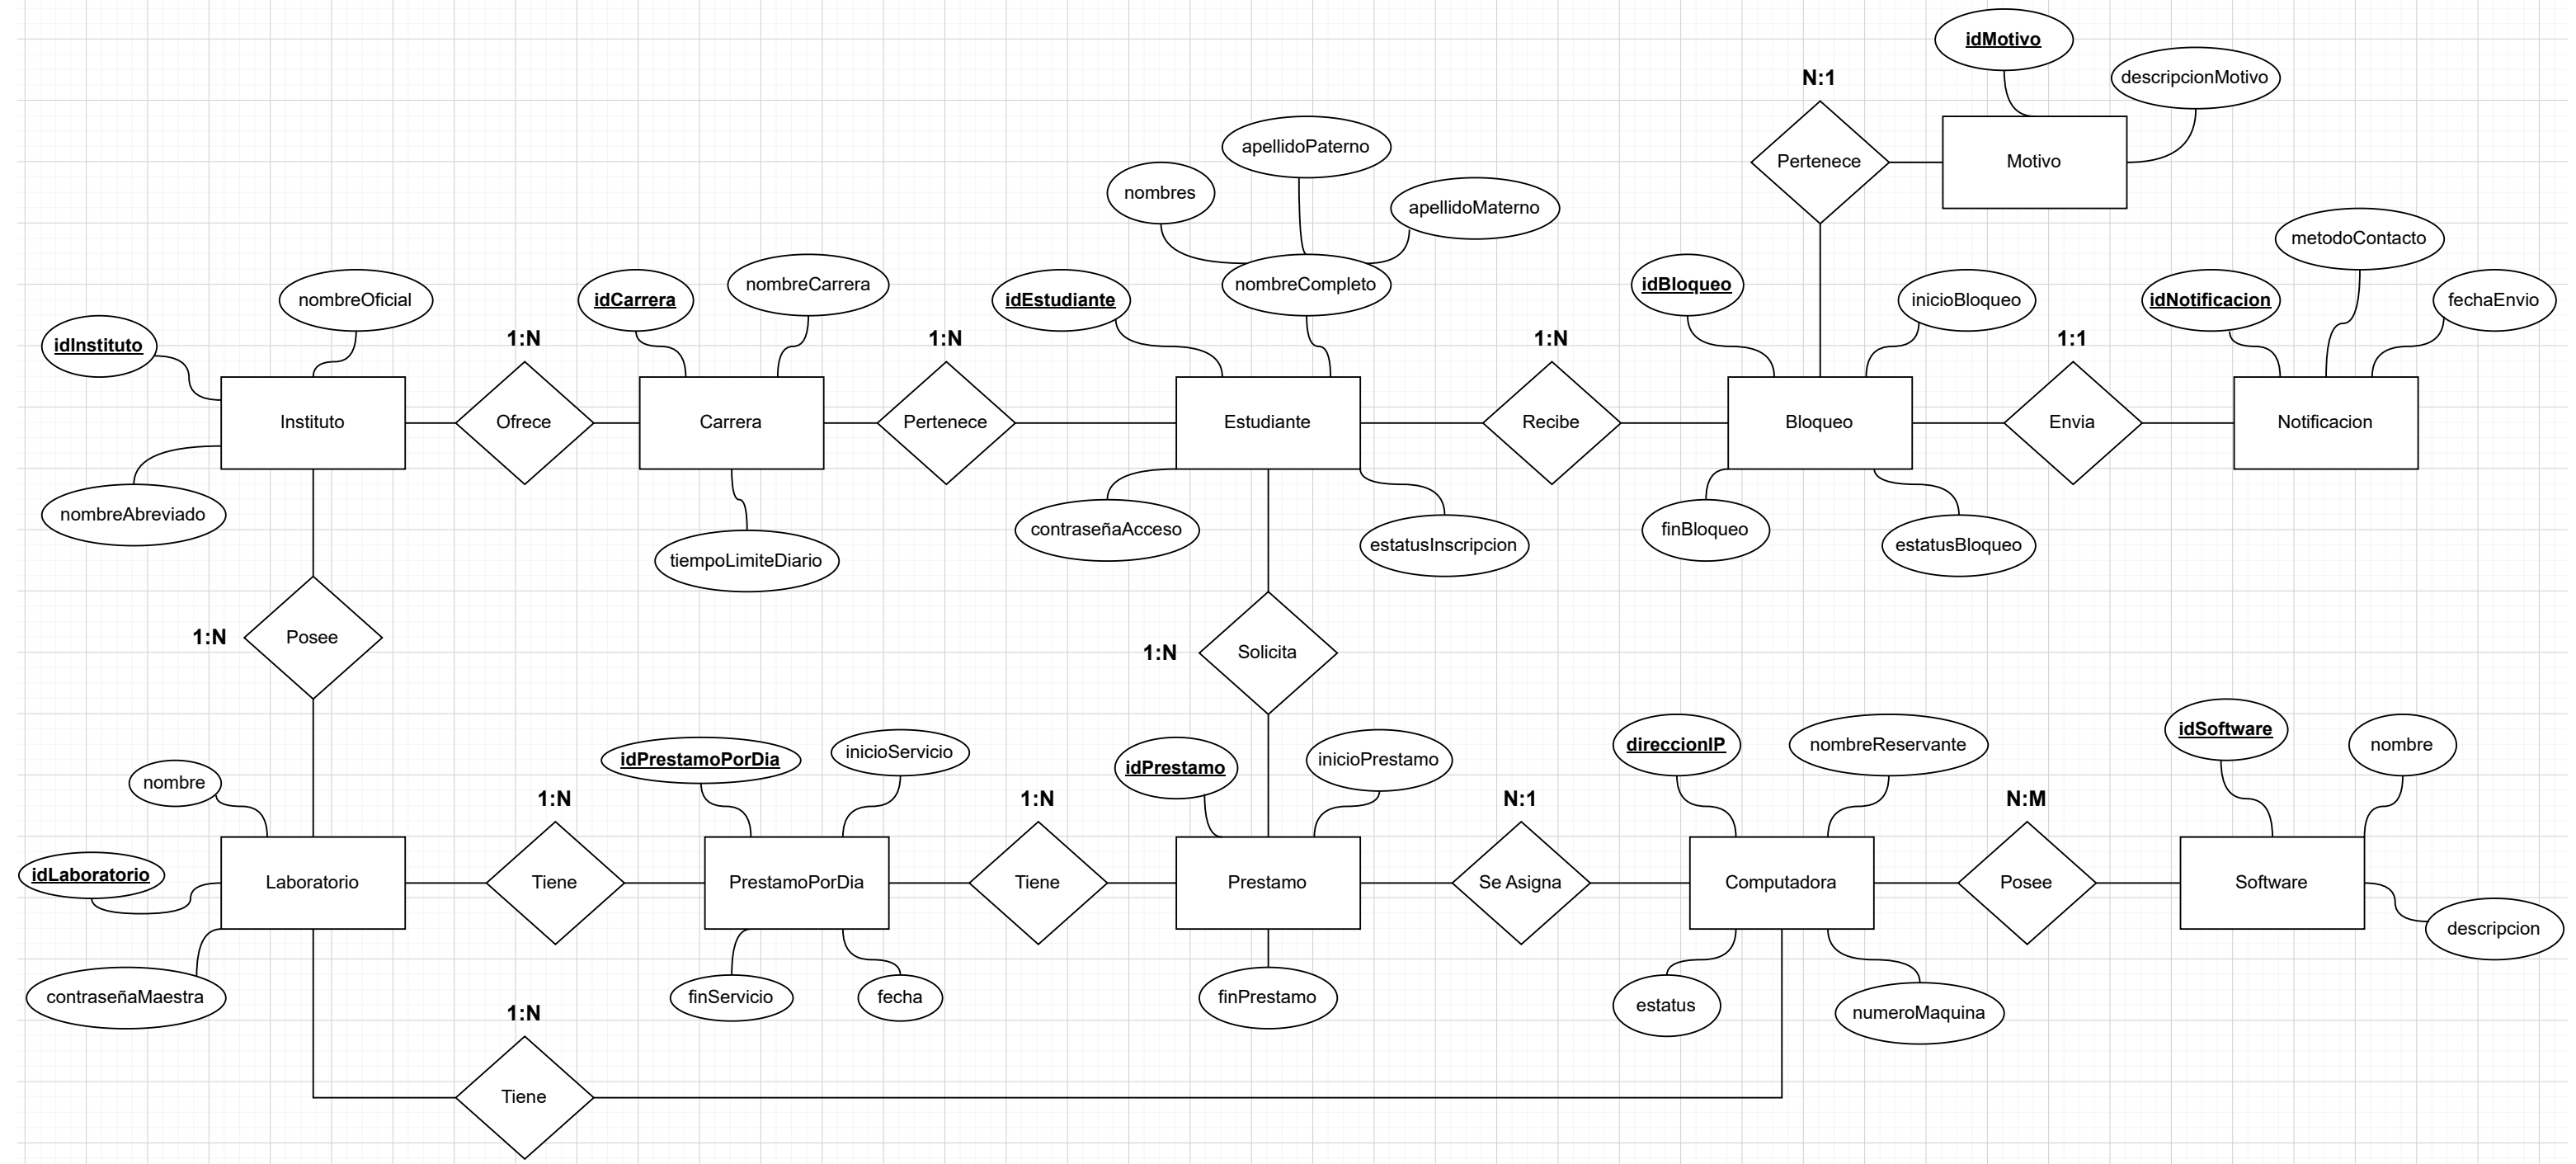 idMotivo
N:1
descripcionMotivo
apellidoPaterno
Pertenece
Motivo
nombres
apellidoMaterno
metodoContacto
nombreOficial
idCarrera
nombreCarrera
idEstudiante
nombreCompleto
idBloqueo
inicioBloqueo
idNotificacion
fechaEnvio
idInstituto
1:N
1:N
1:N
1:1
Instituto
Ofrece
Carrera
Pertenece
Estudiante
Recibe
Bloqueo
Envia
Notificacion
nombreAbreviado
contraseñaAcceso
estatusInscripcion
finBloqueo
estatusBloqueo
tiempoLimiteDiario
1:N
Posee
1:N
Solicita
nombre
idPrestamoPorDia
inicioServicio
idPrestamo
inicioPrestamo
direccionIP
nombreReservante
idSoftware
nombre
1:N
1:N
N:1
N:M
idLaboratorio
Laboratorio
Tiene
PrestamoPorDia
Tiene
Prestamo
Se Asigna
Computadora
Posee
Software
descripcion
contraseñaMaestra
finServicio
fecha
finPrestamo
estatus
numeroMaquina
1:N
Tiene